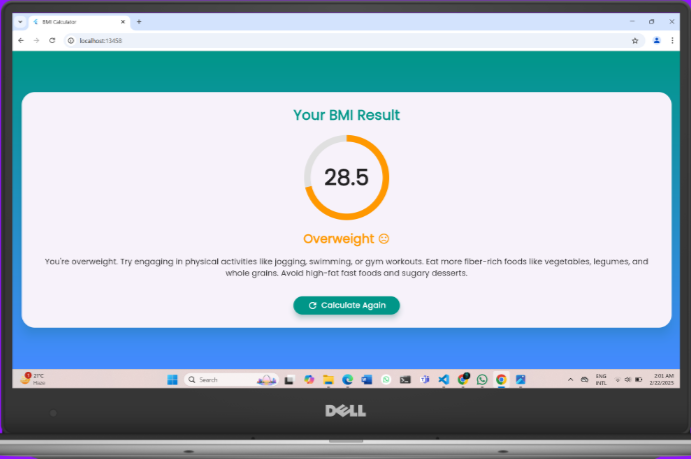 BMI Calculator
localhost:13458
Your BMI Result
28.5
Overweight
You're overweight. Try engaging in physical activities like jogging, swimming, or gym workouts. Eat more fiber-rich foods like vegetables, legumes, and
whole grains. Avoid high-fat fast foods and sugary desserts.
Calculate Again
21°C
Haze
Search
ENG
INTL
2:01 AM
2/22/2025
DELL